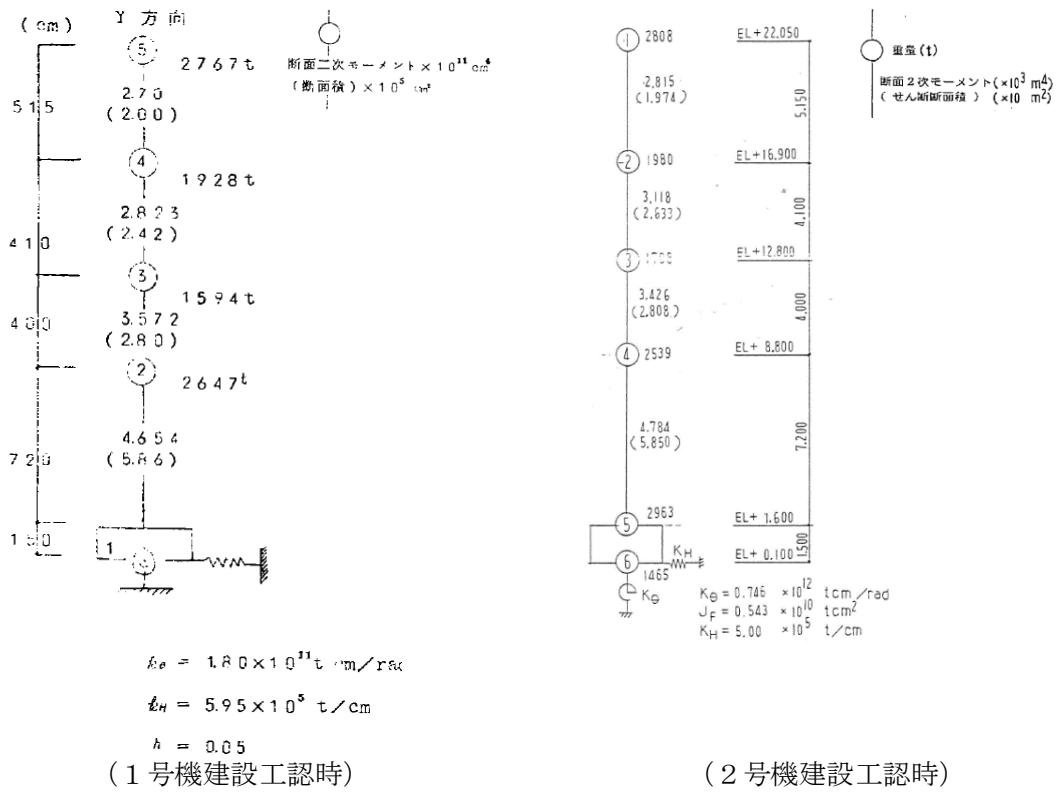 (cm)
Y 方 向
5
2767t
断面二次モーメント×10¹¹cm⁴
(断面積)×10⁵ cm²
2.70
(2.00)
515
4
1928t
2.823
(2.42)
410
3
1594t
3.572
(2.80)
400
2
2647t
4.654
(5.86)
720
150
1
kθ = 1.80×10¹¹t cm/rad
kH = 5.95×10⁵ t/cm
h = 0.05
(1号機建設工認時)
1
2808
EL+22.050
重量(t)
断面2次モーメント(×10³ m⁴)
(せん断断面積) (×10 m²)
2.815
(1.974)
5.150
2
1980
EL+16.900
3.118
(2.633)
4.100
3
EL+12.800
3.426
(2.808)
4.000
4
2539
EL+ 8.800
4.784
(5.850)
7.200
5
2963
EL+ 1.600
1.500
6
1465
KH
EL+ 0.100
Kθ
Kθ = 0.746 ×10¹² tcm/rad
JF = 0.543 ×10¹⁰ tcm²
KH = 5.00 ×10⁵ t/cm
(2号機建設工認時)